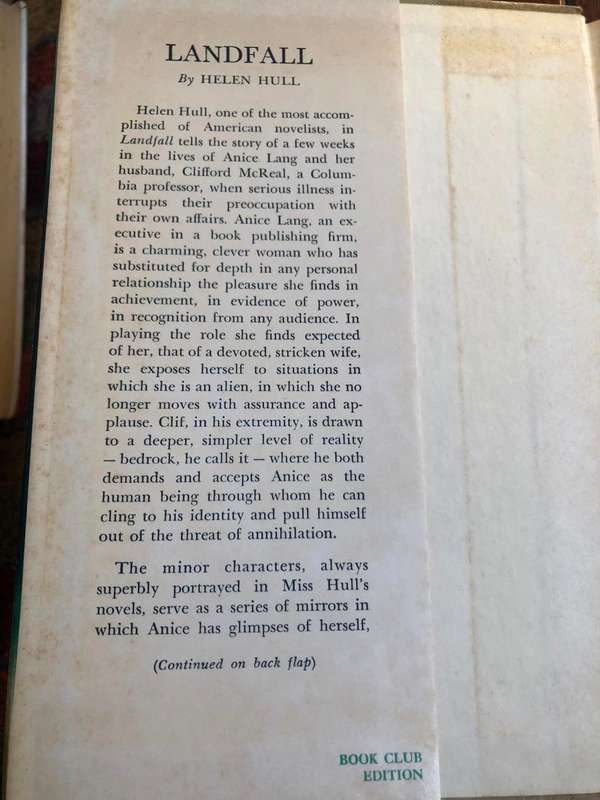 LANDFALL
By HELEN HULL
Helen Hull, one of the most accom-
plished of American novelists, in
Landfall tells the story of a few weeks
in the lives of Anice Lang and her
husband, Clifford McReal, a Colum-
bia professor, when serious illness in-
terrupts their preoccupation with
their own affairs. Anice Lang, an ex-
ecutive in a book publishing firm,
is a charming, clever woman who has
substituted for depth in any personal
relationship the pleasure she finds in
achievement, in evidence of power,
in recognition from any audience. In
playing the role she finds expected
of her, that of a devoted, stricken wife,
she exposes herself to situations in
which she is an alien, in which she no
longer moves with assurance and ap-
plause. Clif, in his extremity, is drawn
to a deeper, simpler level of reality
— bedrock, he calls it — where he both
demands and accepts Anice as the
human being through whom he can
cling to his identity and pull himself
out of the threat of annihilation.
The minor characters, always
superbly portrayed in Miss Hull's
novels, serve as a series of mirrors in
which Anice has glimpses of herself,
(Continued on back flap)
BOOK CLUB
EDITION